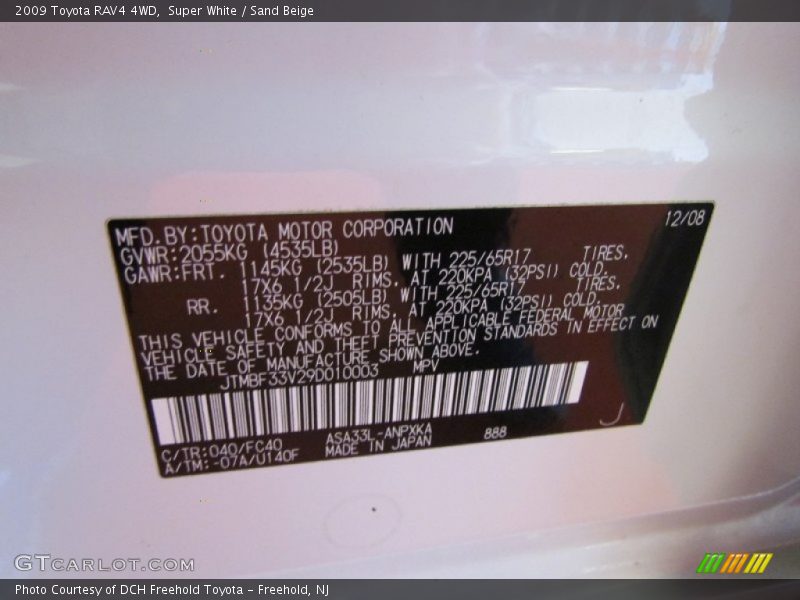 2009 Toyota RAV4 4WD,  Super White / Sand Beige
MFD. BY: TOYOTA MOTOR CORPORATION 12/08
GVWR: 2055KG (4535LB)
GAWR: FRT. 1145KG (2535LB) WITH 225/65R17 TIRES,
17X6 1/2J RIMS, AT 220KPA (32PSI) COLD.
RR. 1135KG (2505LB) WITH 225/65R17 TIRES,
17X6 1/2J RIMS, AT 220KPA (32PSI) COLD.
THIS VEHICLE CONFORMS TO ALL APPLICABLE FEDERAL MOTOR
VEHICLE SAFETY AND THEFT PREVENTION STANDARDS IN EFFECT ON
THE DATE OF MANUFACTURE SHOWN ABOVE.
JTMBF33V29D010003 MPV
C/TR: 040/FC40 ASA33L-ANPXKA 888 J
A/TM: -07A/U140F MADE IN JAPAN
GTCARLOT.COM
Photo Courtesy of DCH Freehold Toyota - Freehold, NJ